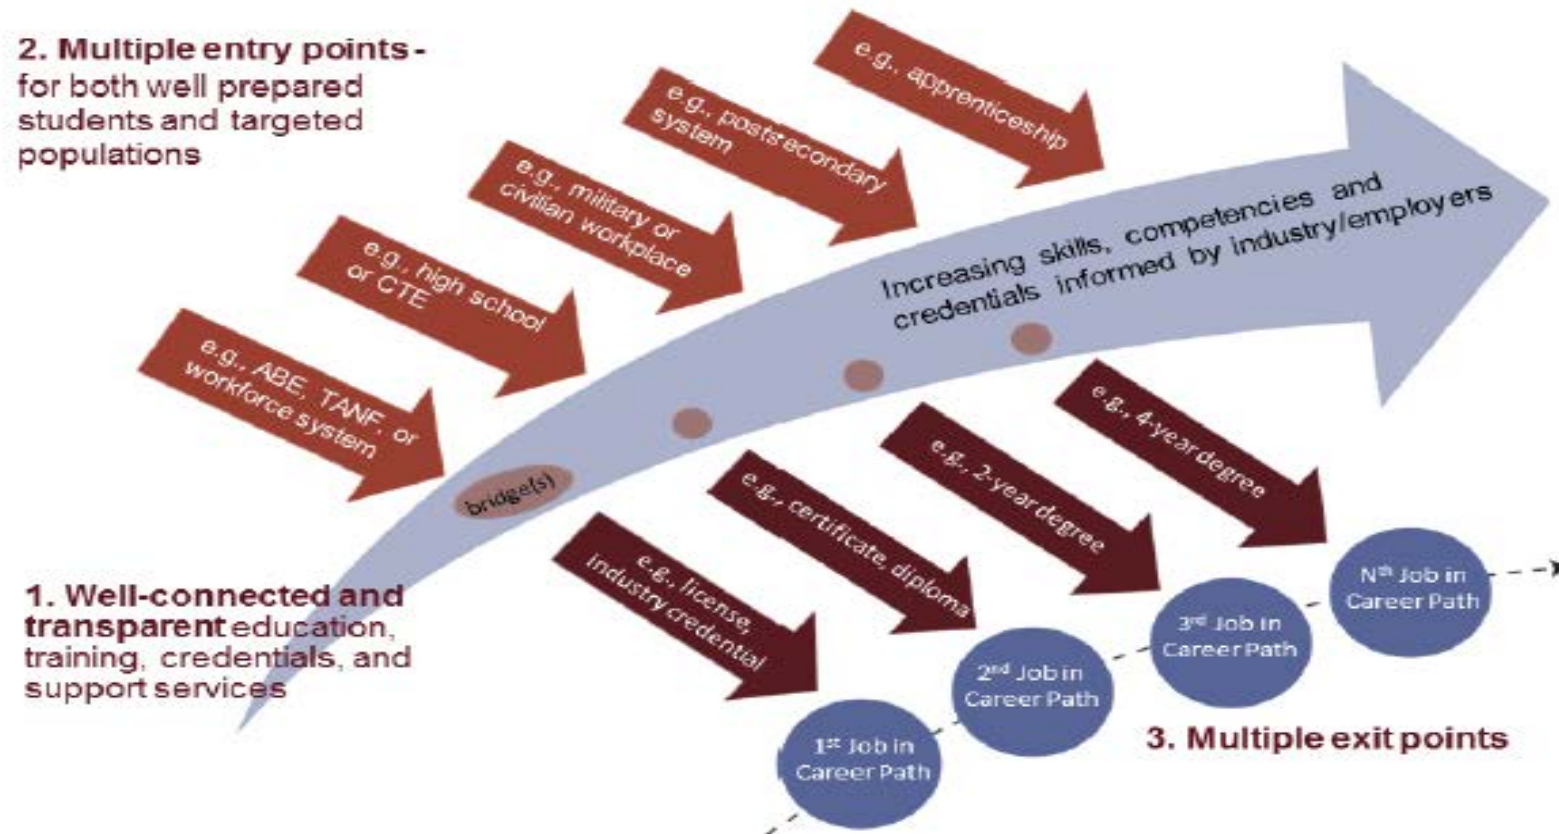 2. Multiple entry points -
for both well prepared
students and targeted
populations
e.g., apprenticeship
e.g., postsecondary
system
e.g., military or
civilian workplace
e.g., high school
or CTE
e.g., ABE, TANF, or
workforce system
Increasing skills, competencies and
credentials informed by industry/employers
bridge(s)
1. Well-connected and
transparent education,
training, credentials, and
support services
e.g., license,
industry credential
e.g., certificate, diploma
e.g., 2-year degree
e.g., 4-year degree
1st Job in
Career Path
2nd Job in
Career Path
3rd Job in
Career Path
Nth Job in
Career Path
3. Multiple exit points